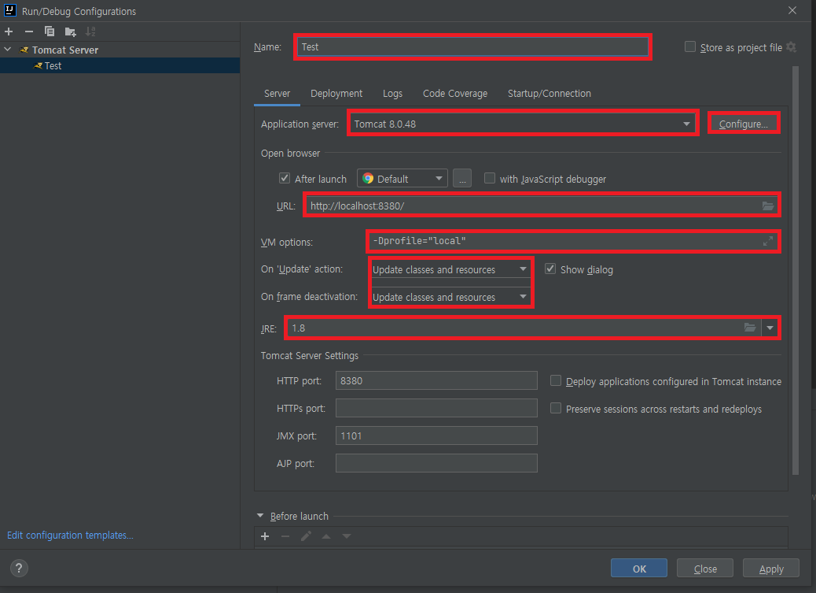 Run/Debug Configurations
Tomcat Server
Test
Name: Test Store as project file
Server Deployment Logs Code Coverage Startup/Connection
Application server: Tomcat 8.0.48 Configure...
Open browser
After launch Default ... with JavaScript debugger
URL: http://localhost:8380/
VM options: -Dprofile="local"
On 'Update' action: Update classes and resources Show dialog
On frame deactivation: Update classes and resources
JRE: 1.8
Tomcat Server Settings
HTTP port: 8380 Deploy applications configured in Tomcat instance
HTTPs port: Preserve sessions across restarts and redeploys
JMX port: 1101
AJP port:
Before launch
Edit configuration templates...
? OK Close Apply